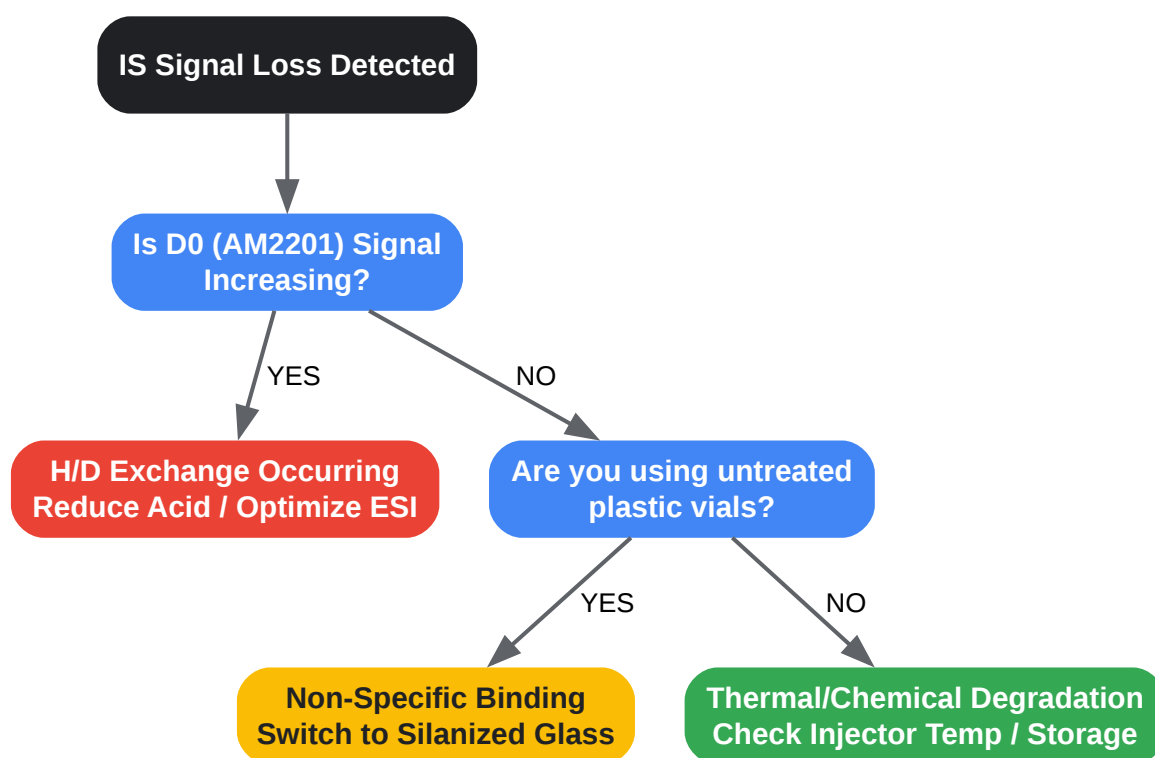 IS Signal Loss Detected
Is D0 (AM2201) Signal
Increasing?
YES
NO
H/D Exchange Occurring
Reduce Acid / Optimize ESI
Are you using untreated
plastic vials?
YES
NO
Non-Specific Binding
Switch to Silanized Glass
Thermal/Chemical Degradation
Check Injector Temp / Storage